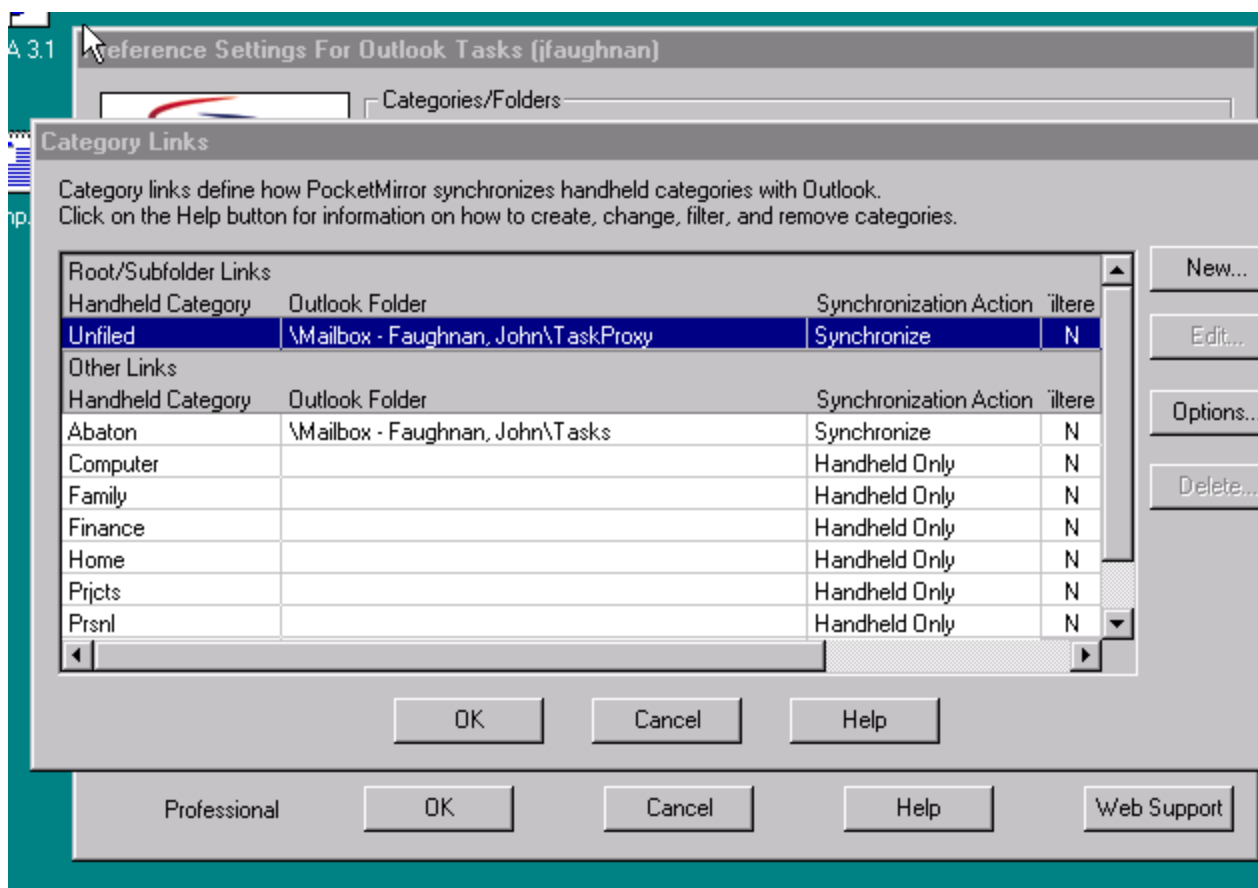 A 3.1
eference Settings For Outlook Tasks (jfaughnan)
Categories/Folders
Category Links
Category links define how PocketMirror synchronizes handheld categories with Outlook.
Click on the Help button for information on how to create, change, filter, and remove categories.
np.
Root/Subfolder Links
Handheld Category Outlook Folder Synchronization Action iltere
Unfiled \Mailbox - Faughnan, John\TaskProxy Synchronize N
Other Links
Handheld Category Outlook Folder Synchronization Action iltere
Abaton \Mailbox - Faughnan, John\Tasks Synchronize N
Computer Handheld Only N
Family Handheld Only N
Finance Handheld Only N
Home Handheld Only N
Prjcts Handheld Only N
Prsnl Handheld Only N
New...
Edit...
Options..
Delete...
OK Cancel Help
Professional OK Cancel Help Web Support